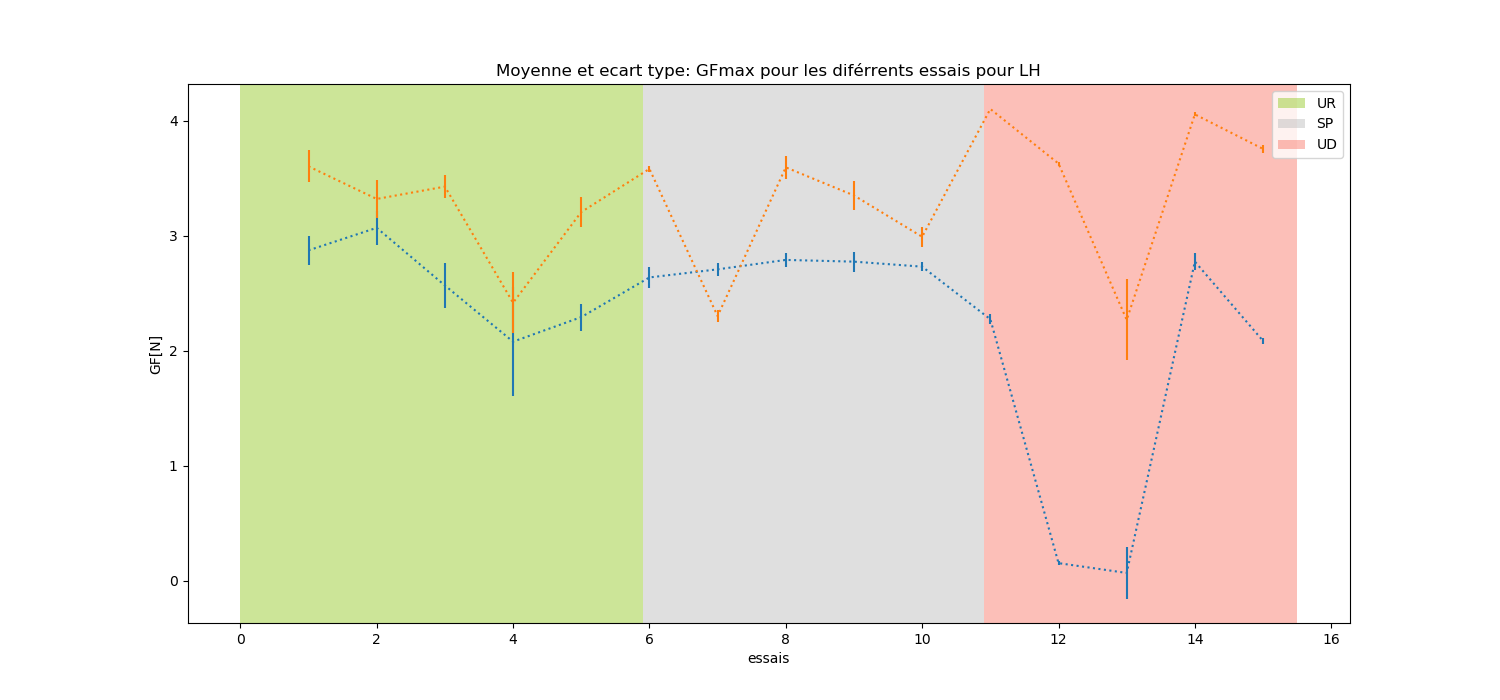 Moyenne et ecart type: GFmax pour les diférrents essais pour LH
UR
SP
UD
GF[N]
4
3
2
1
0
0 2 4 6 8 10 12 14 16
essais